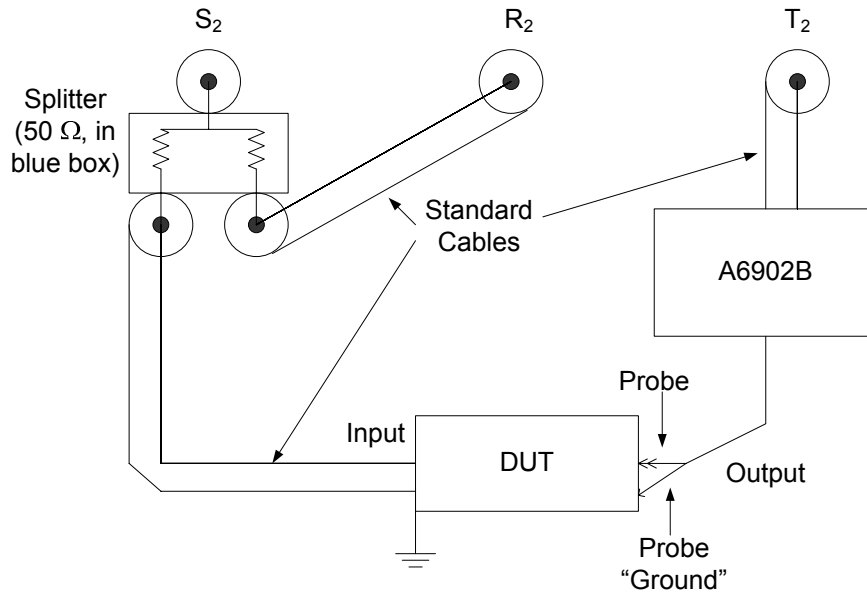 S₂
R₂
T₂
Splitter
(50 Ω, in
blue box)
Standard
Cables
A6902B
Probe
Input
DUT
Output
Probe
“Ground”